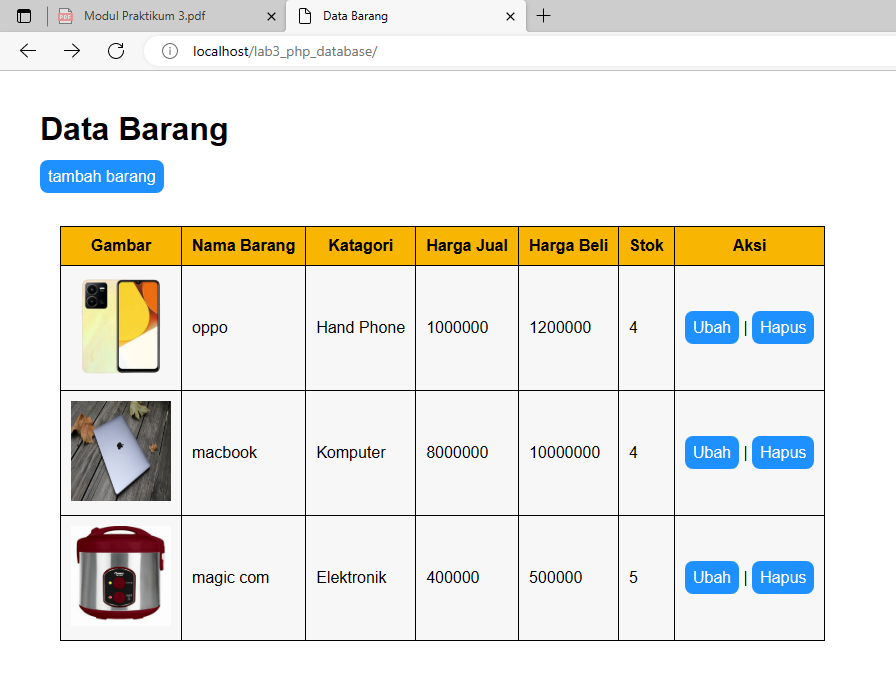 Modul Praktikum 3.pdf
Data Barang
localhost/lab3_php_database/
Data Barang
tambah barang
Gambar Nama Barang Katagori Harga Jual Harga Beli Stok Aksi
oppo Hand Phone 1000000 1200000 4 Ubah | Hapus
macbook Komputer 8000000 10000000 4 Ubah | Hapus
magic com Elektronik 400000 500000 5 Ubah | Hapus